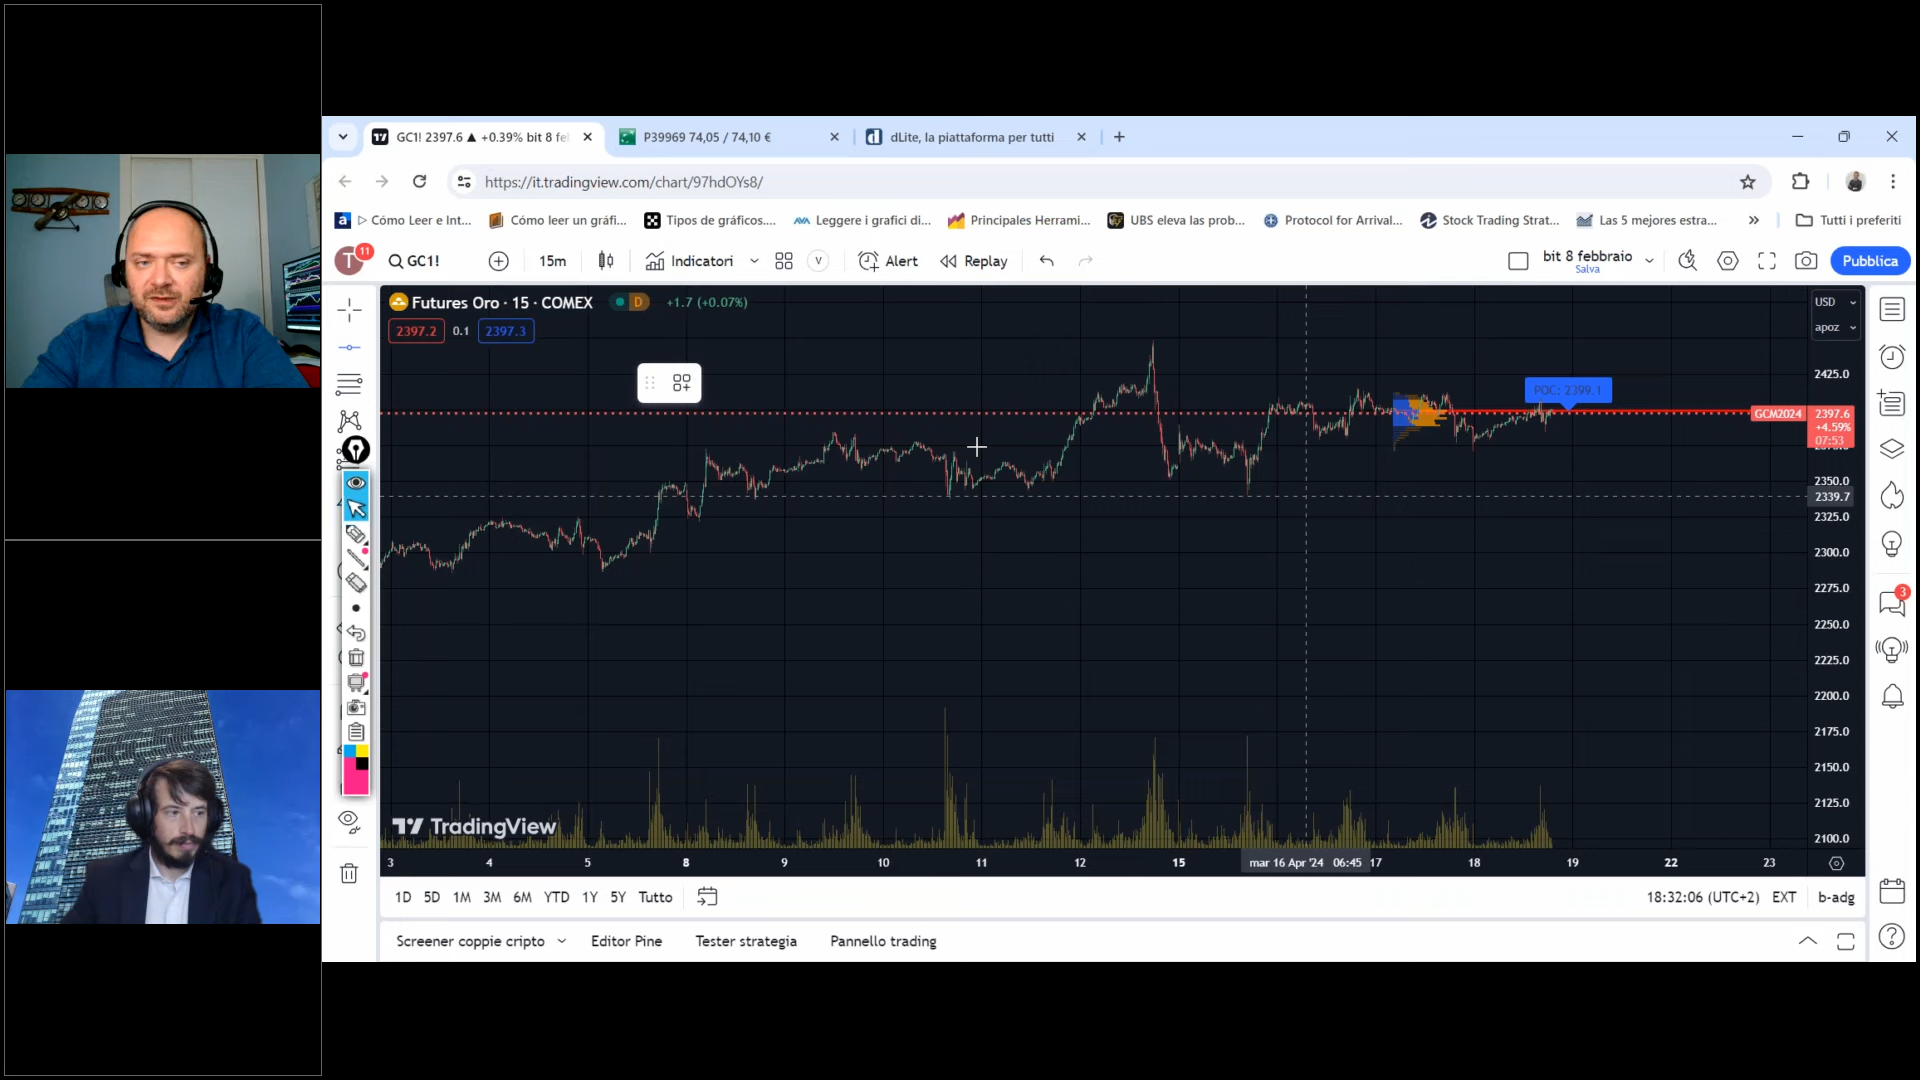 GC1! 2397.6 ▲ +0.39% bit 8 fe
P39969 74,05 / 74,10 €
dLite, la piattaforma per tutti
https://it.tradingview.com/chart/97hdOYs8/
▷ Cómo Leer e Int...
Cómo leer un gráfi...
Tipos de gráficos....
Leggere i grafici di...
Principales Herrami...
UBS eleva las prob...
Protocol for Arrival...
Stock Trading Strat...
Las 5 mejores estra...
Tutti i preferiti
T 11
GC1!
15m
Indicatori
V
Alert
Replay
bit 8 febbraio
Salva
Pubblica
Futures Oro · 15 · COMEX
D
+1.7 (+0.07%)
2397.2
0.1
2397.3
USD
apoz
2425.0
POC: 2399.1
GCM2024
2397.6
+4.59%
07:53
2350.0
2339.7
2325.0
2300.0
2275.0
2250.0
2225.0
2200.0
2175.0
2150.0
2125.0
2100.0
3
TradingView
3 4 5 8 9 10 11 12 15 mar 16 Apr '24 06:45 17 18 19 22 23
1D 5D 1M 3M 6M YTD 1Y 5Y Tutto
18:32:06 (UTC+2) EXT b-adg
Screener coppie cripto
Editor Pine
Tester strategia
Pannello trading